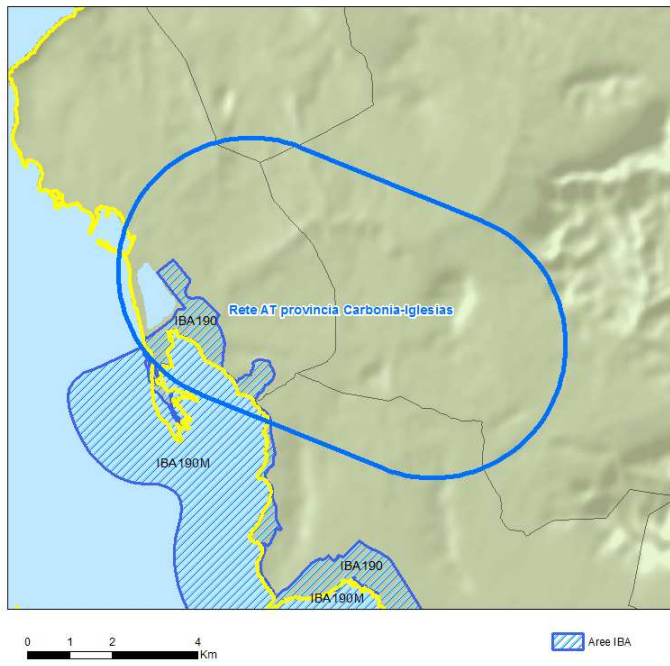 Rete AT provincia Carbonia-Iglesias
IBA190
IBA190M
IBA190
IBA190M
0 1 2 4
Km
Aree IBA